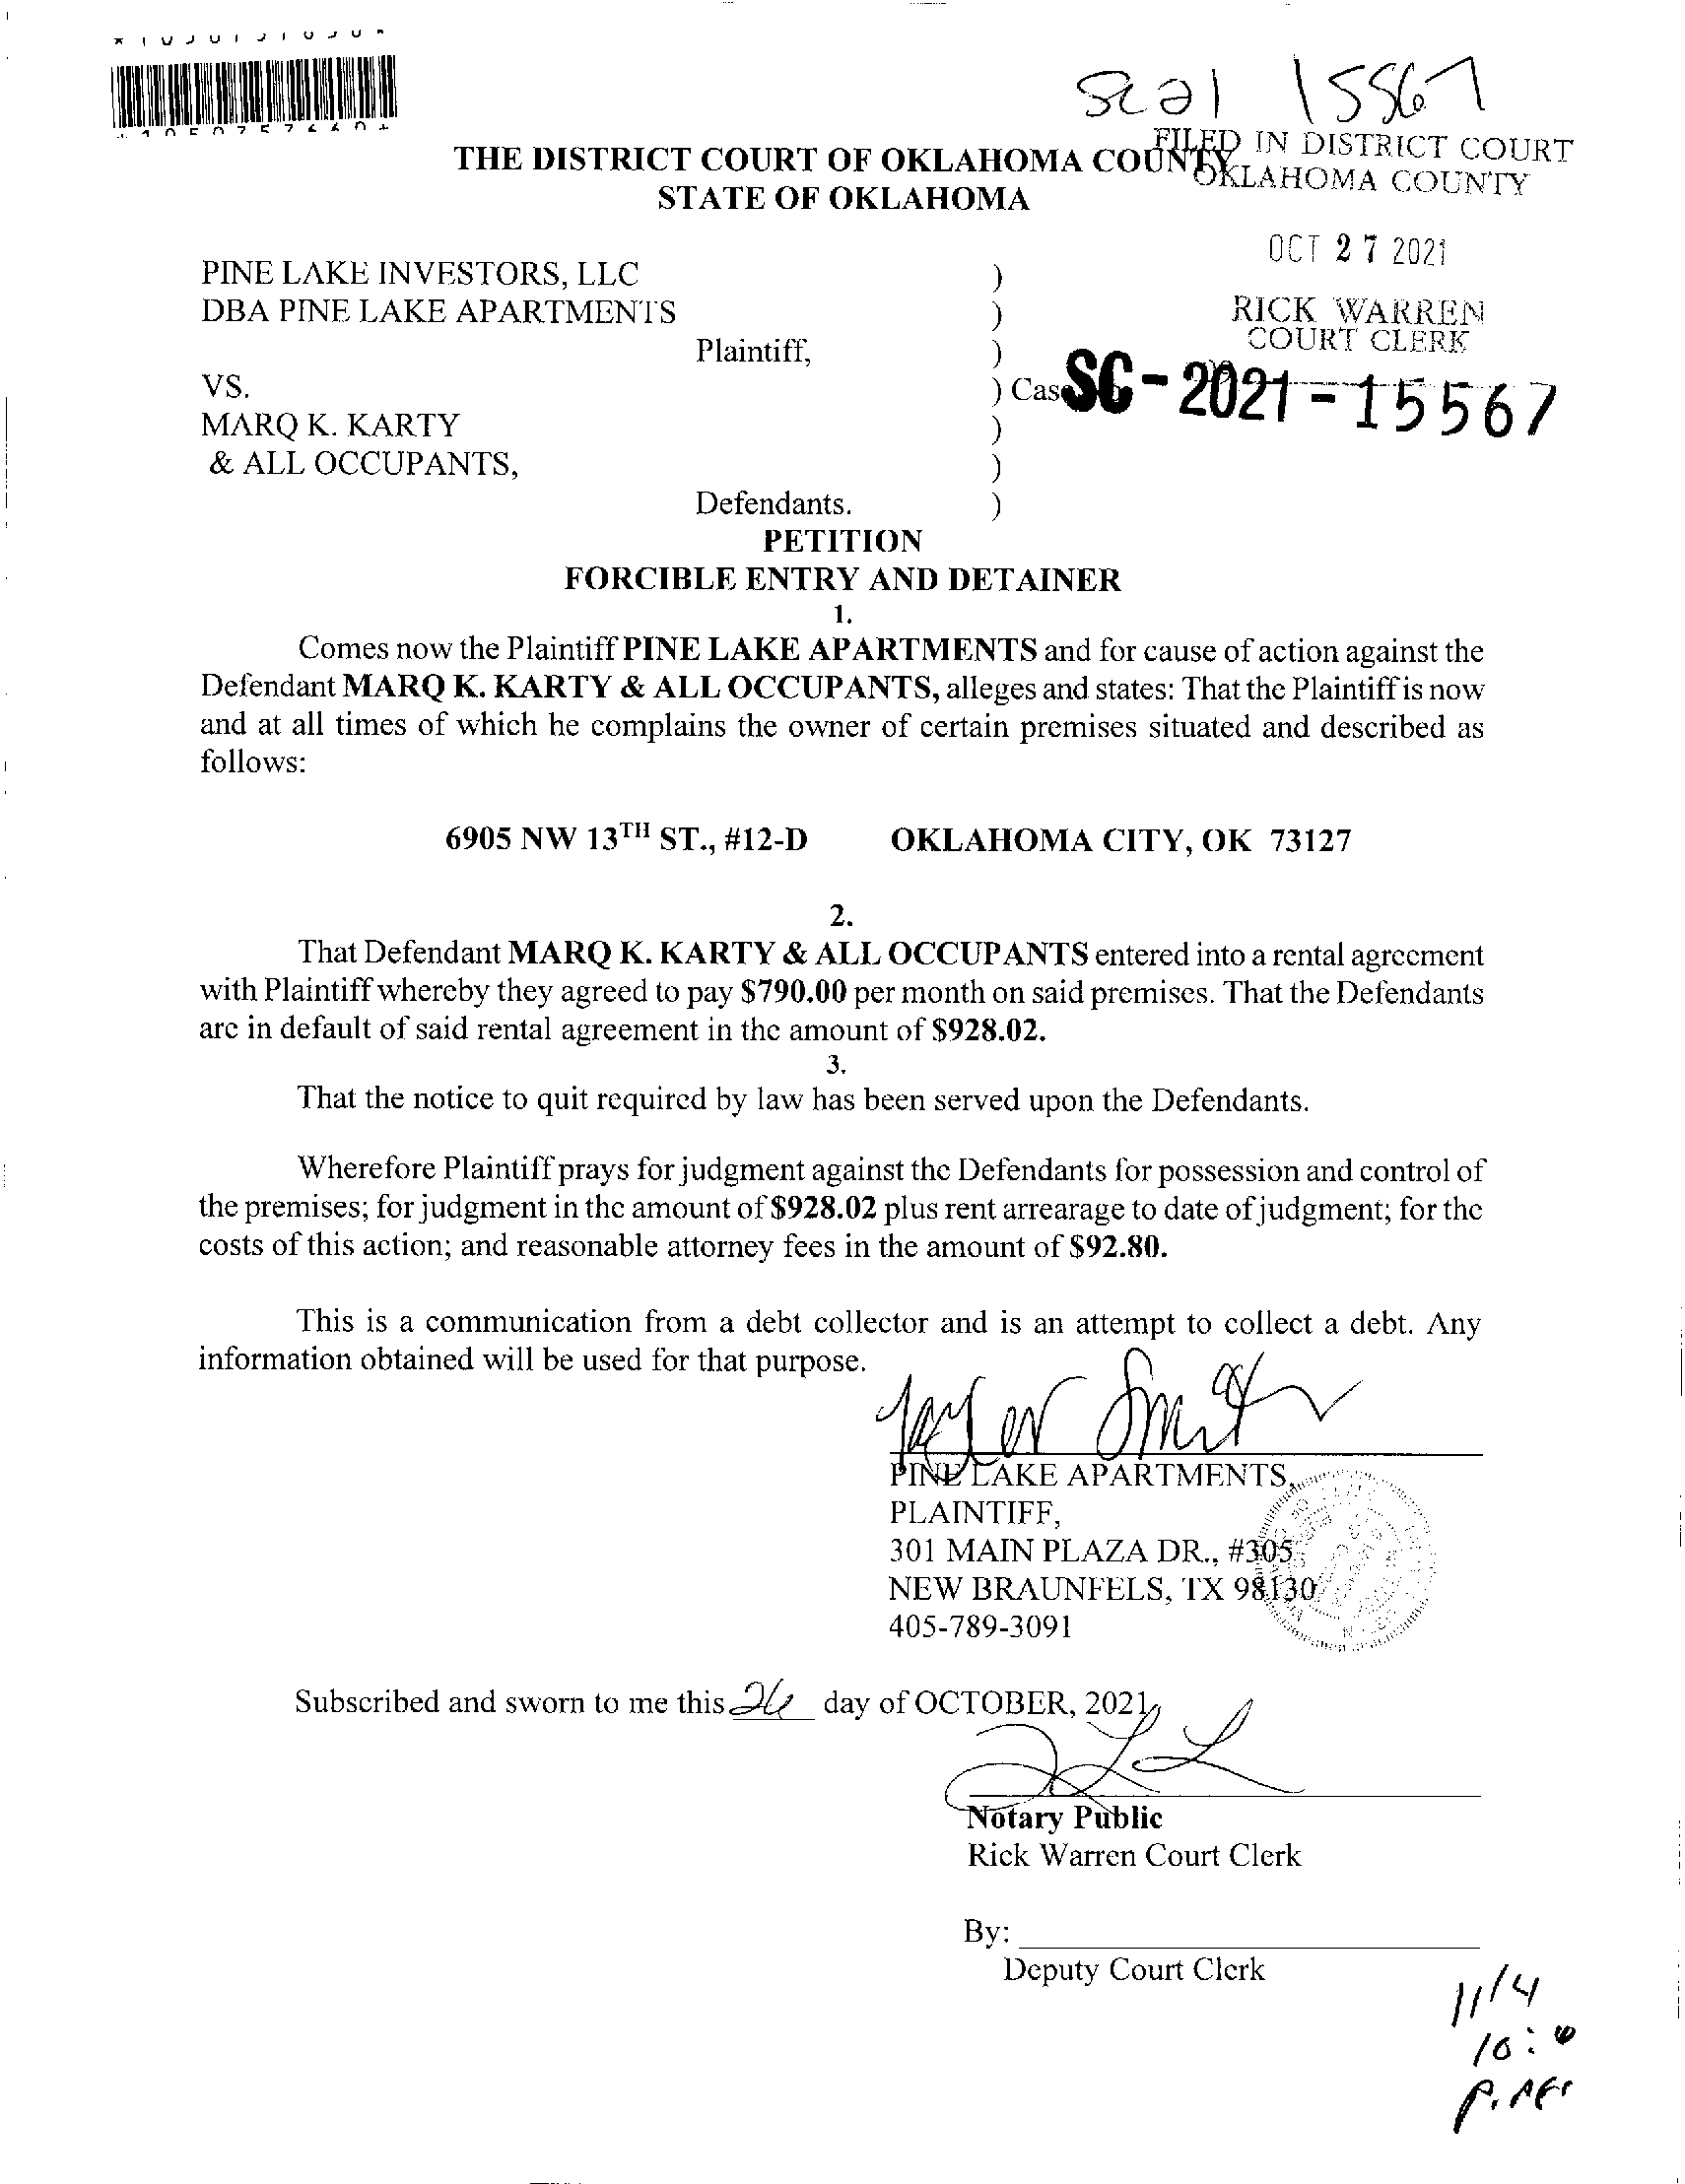 SC21 15567
FILED IN DISTRICT COURT
OKLAHOMA COUNTY
THE DISTRICT COURT OF OKLAHOMA COUNTY
STATE OF OKLAHOMA
OCT 27 2021
RICK WARREN
COURT CLERK
PINE LAKE INVESTORS, LLC )
DBA PINE LAKE APARTMENTS )
Plaintiff, )
VS. ) Case SC-2021-15567
MARQ K. KARTY )
& ALL OCCUPANTS, )
Defendants. )
PETITION
FORCIBLE ENTRY AND DETAINER
1.
Comes now the Plaintiff PINE LAKE APARTMENTS and for cause of action against the
Defendant MARQ K. KARTY & ALL OCCUPANTS, alleges and states: That the Plaintiff is now
and at all times of which he complains the owner of certain premises situated and described as
follows:
6905 NW 13TH ST., #12-D OKLAHOMA CITY, OK 73127
2.
That Defendant MARQ K. KARTY & ALL OCCUPANTS entered into a rental agreement
with Plaintiff whereby they agreed to pay $790.00 per month on said premises. That the Defendants
are in default of said rental agreement in the amount of $928.02.
3.
That the notice to quit required by law has been served upon the Defendants.
Wherefore Plaintiff prays for judgment against the Defendants for possession and control of
the premises; for judgment in the amount of $928.02 plus rent arrearage to date of judgment; for the
costs of this action; and reasonable attorney fees in the amount of $92.80.
This is a communication from a debt collector and is an attempt to collect a debt. Any
information obtained will be used for that purpose.
PINE LAKE APARTMENTS,
PLAINTIFF,
301 MAIN PLAZA DR., #305
NEW BRAUNFELS, TX 98130
405-789-3091
Subscribed and sworn to me this 26 day of OCTOBER, 2021,
Notary Public
Rick Warren Court Clerk
By:
Deputy Court Clerk
11/4